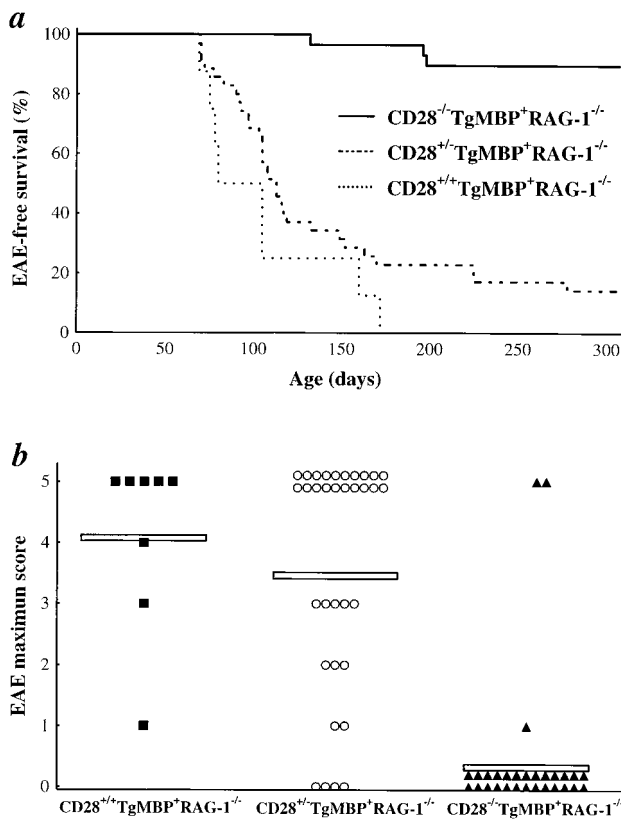 a
100
80
60
40
20
0
EAE-free survival (%)
CD28-/-TgMBP+RAG-1-/-
CD28+/-TgMBP+RAG-1-/-
CD28+/+TgMBP+RAG-1-/-
0 50 100 150 200 250 300
Age (days)
b
5
4
3
2
1
0
EAE maximun score
CD28+/+TgMBP+RAG-1-/- CD28+/-TgMBP+RAG-1-/- CD28-/-TgMBP+RAG-1-/-